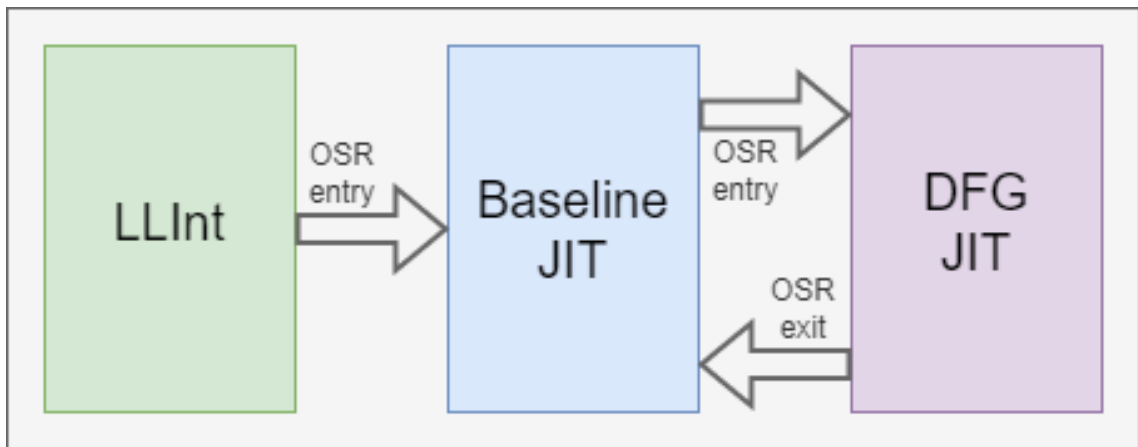 LLInt
OSR
entry
Baseline
JIT
OSR
entry
OSR
exit
DFG
JIT